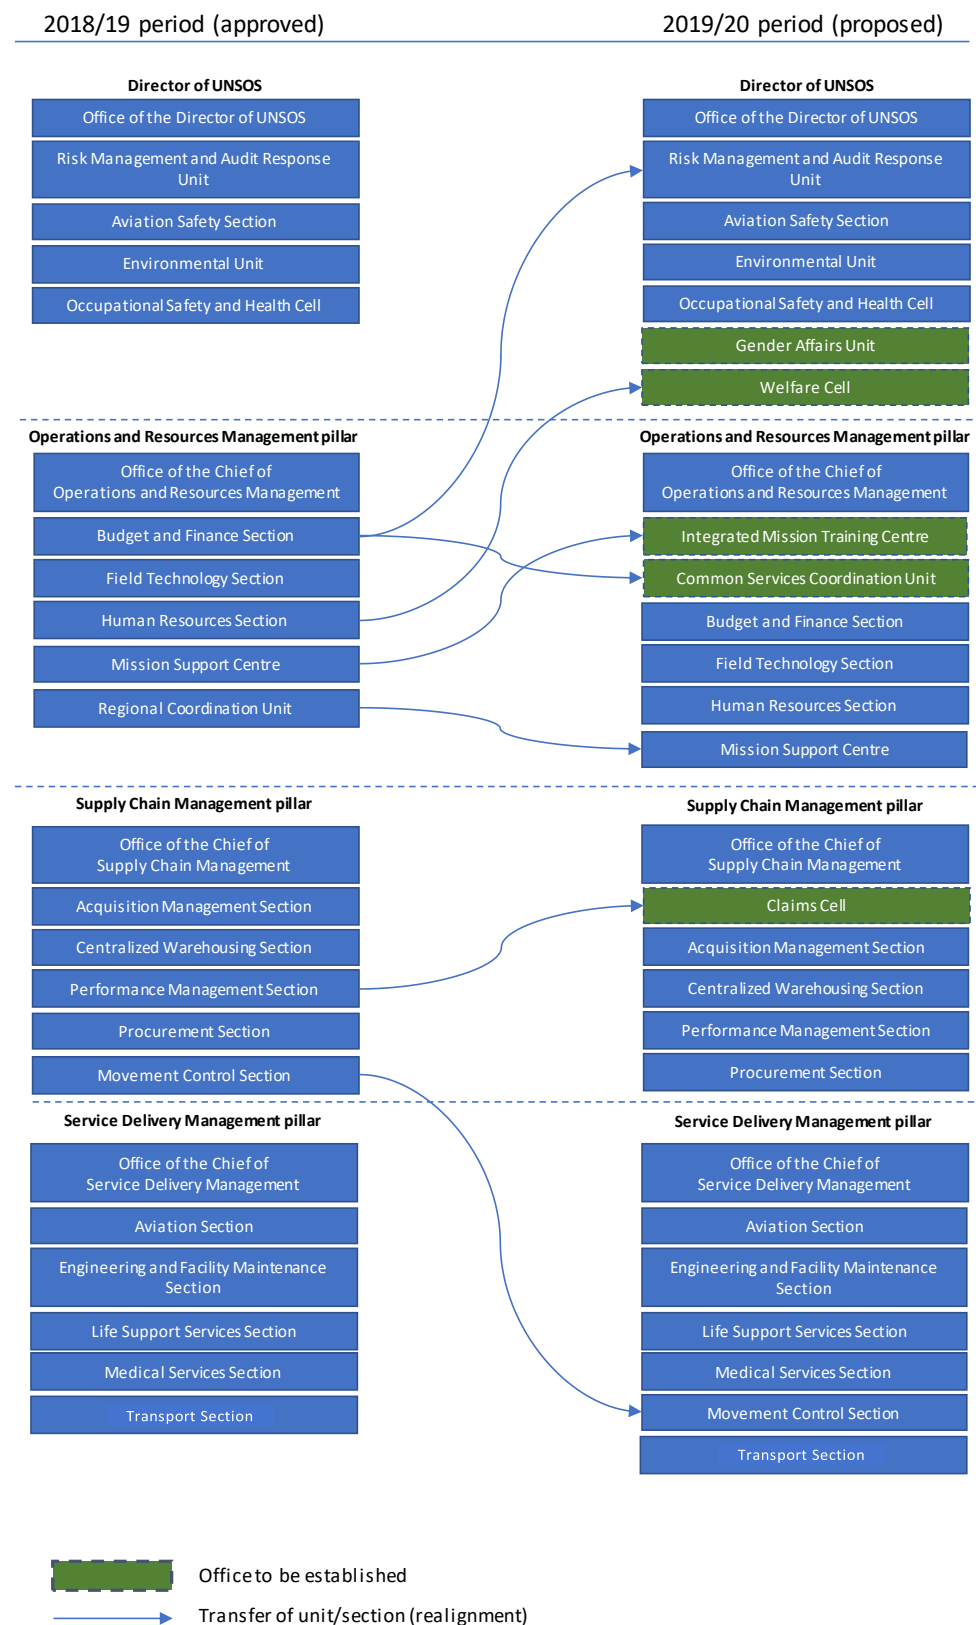 2018/19 period (approved)
2019/20 period (proposed)
Director of UNSOS
Office of the Director of UNSOS
Risk Management and Audit Response
Unit
Aviation Safety Section
Environmental Unit
Occupational Safety and Health Cell
Director of UNSOS
Office of the Director of UNSOS
Risk Management and Audit Response
Unit
Aviation Safety Section
Environmental Unit
Occupational Safety and Health Cell
Gender Affairs Unit
Welfare Cell
Operations and Resources Management pillar
Office of the Chief of
Operations and Resources Management
Budget and Finance Section
Field Technology Section
Human Resources Section
Mission Support Centre
Regional Coordination Unit
Operations and Resources Management pillar
Office of the Chief of
Operations and Resources Management
Integrated Mission Training Centre
Common Services Coordination Unit
Budget and Finance Section
Field Technology Section
Human Resources Section
Mission Support Centre
Supply Chain Management pillar
Office of the Chief of
Supply Chain Management
Acquisition Management Section
Centralized Warehousing Section
Performance Management Section
Procurement Section
Movement Control Section
Supply Chain Management pillar
Office of the Chief of
Supply Chain Management
Claims Cell
Acquisition Management Section
Centralized Warehousing Section
Performance Management Section
Procurement Section
Service Delivery Management pillar
Office of the Chief of
Service Delivery Management
Aviation Section
Engineering and Facility Maintenance
Section
Life Support Services Section
Medical Services Section
Transport Section
Service Delivery Management pillar
Office of the Chief of
Service Delivery Management
Aviation Section
Engineering and Facility Maintenance
Section
Life Support Services Section
Medical Services Section
Movement Control Section
Transport Section
Office to be established
Transfer of unit/section (realignment)